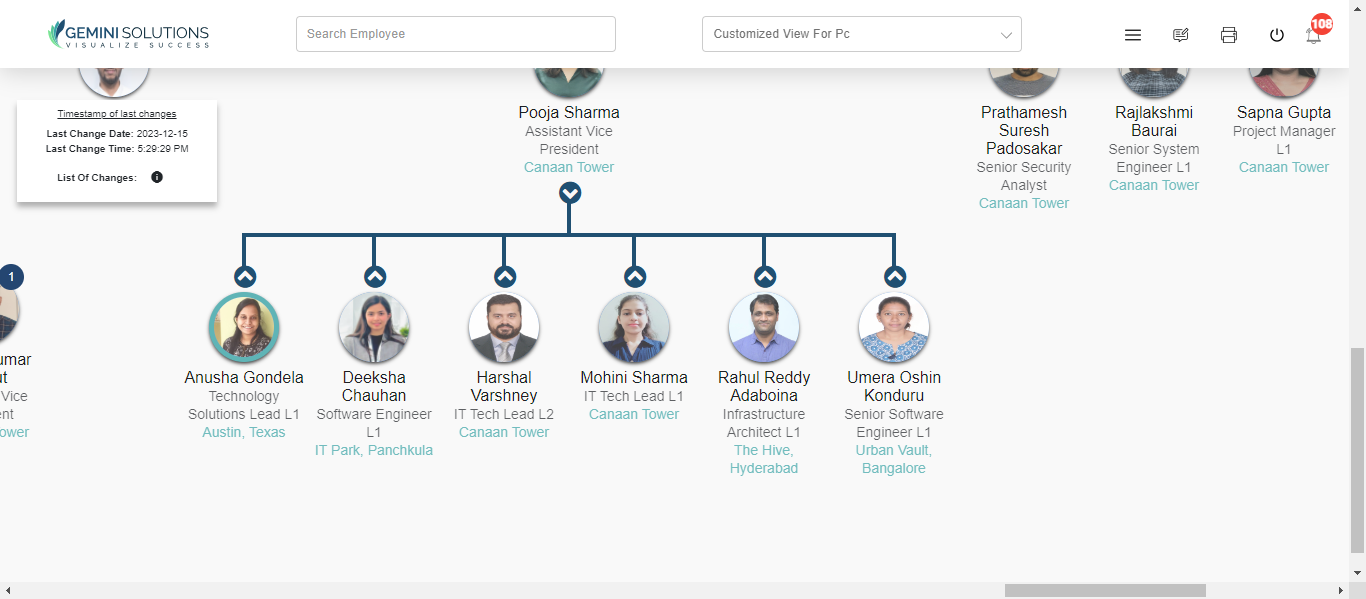 GEMINI SOLUTIONS
VISUALIZE SUCCESS
Search Employee
Customized View For Pc
108
Timestamp of last changes
Last Change Date: 2023-12-15
Last Change Time: 5:29:29 PM
List Of Changes:
Pooja Sharma
Assistant Vice
President
Canaan Tower
Prathamesh
Suresh
Padosakar
Senior Security
Analyst
Canaan Tower
Rajlakshmi
Baurai
Senior System
Engineer L1
Canaan Tower
Sapna Gupta
Project Manager
L1
Canaan Tower
1
umar
ut
Vice
ent
ower
Anusha Gondela
Technology
Solutions Lead L1
Austin, Texas
Deeksha
Chauhan
Software Engineer
L1
IT Park, Panchkula
Harshal
Varshney
IT Tech Lead L2
Canaan Tower
Mohini Sharma
IT Tech Lead L1
Canaan Tower
Rahul Reddy
Adaboina
Infrastructure
Architect L1
The Hive,
Hyderabad
Umera Oshin
Konduru
Senior Software
Engineer L1
Urban Vault,
Bangalore